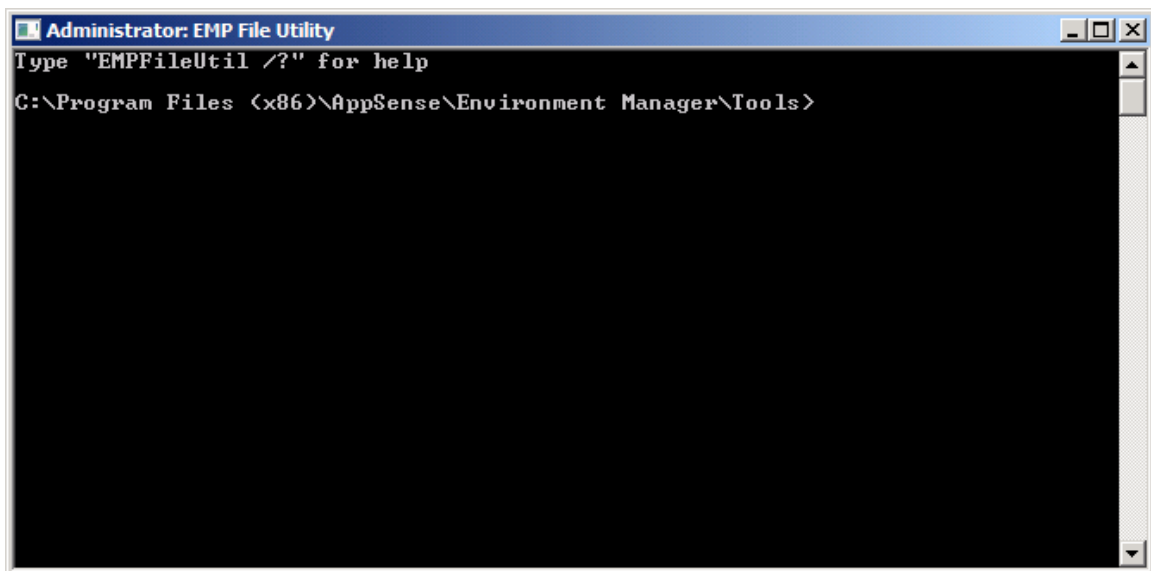 Administrator: EMP File Utility
Type "EMPFileUtil /?" for help
C:\Program Files (x86)\AppSense\Environment Manager\Tools>